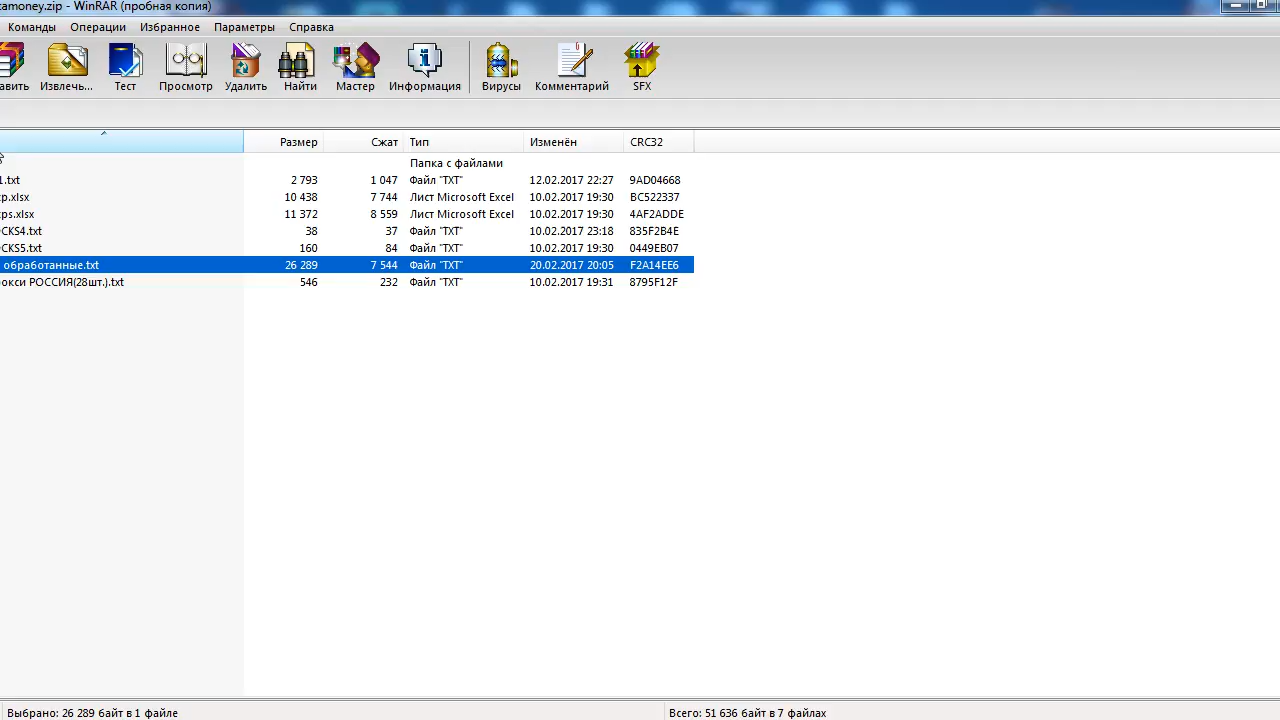 amoney.zip - WinRAR (пробная копия)
Команды Операции Избранное Параметры Справка
авить Извлечь... Тест Просмотр Удалить Найти Мастер Информация Вирусы Комментарий SFX
Размер Сжат Тип Изменён CRC32
Папка с файлами
1.txt 2 793 1 047 Файл "TXT" 12.02.2017 22:27 9AD04668
p.xlsx 10 438 7 744 Лист Microsoft Excel 10.02.2017 19:30 BC522337
ps.xlsx 11 372 8 559 Лист Microsoft Excel 10.02.2017 19:30 4AF2ADDE
CKS4.txt 38 37 Файл "TXT" 10.02.2017 23:18 835F2B4E
CKS5.txt 160 84 Файл "TXT" 10.02.2017 19:30 0449EB07
обработанные.txt 26 289 7 544 Файл "TXT" 20.02.2017 20:05 F2A14EE6
окси РОССИЯ(28шт.).txt 546 232 Файл "TXT" 10.02.2017 19:31 8795F12F
Выбрано: 26 289 байт в 1 файле Всего: 51 636 байт в 7 файлах